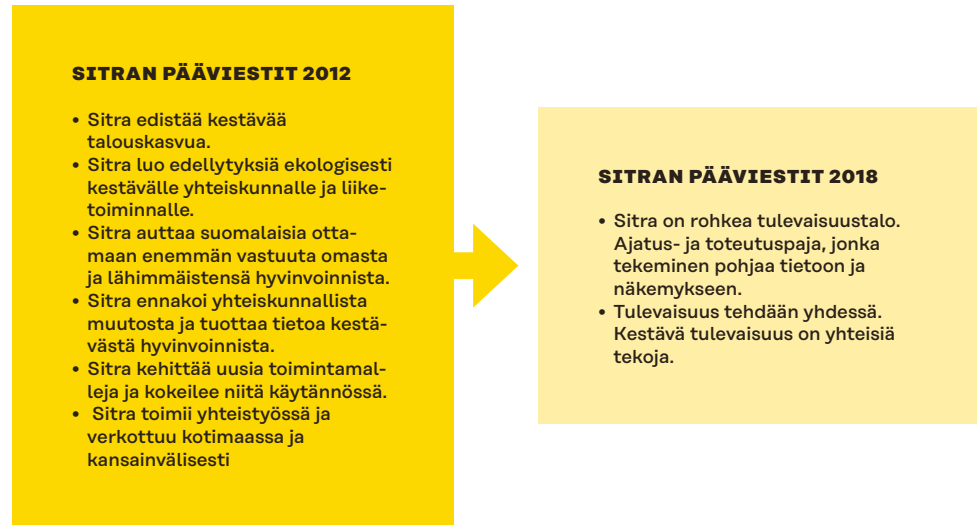 SITRAN PÄÄVIESTIT 2012
• Sitra edistää kestävää
talouskasvua.
• Sitra luo edellytyksiä ekologisesti
kestävälle yhteiskunnalle ja liike-
toiminnalle.
• Sitra auttaa suomalaisia otta-
maan enemmän vastuuta omasta
ja lähimmäistensä hyvinvoinnista.
• Sitra ennakoi yhteiskunnallista
muutosta ja tuottaa tietoa kestä-
västä hyvinvoinnista.
• Sitra kehittää uusia toimintamal-
leja ja kokeilee niitä käytännössä.
• Sitra toimii yhteistyössä ja
verkottuu kotimaassa ja
kansainvälisesti
SITRAN PÄÄVIESTIT 2018
• Sitra on rohkea tulevaisuustalo.
Ajatus- ja toteutuspaja, jonka
tekeminen pohjaa tietoon ja
näkemykseen.
• Tulevaisuus tehdään yhdessä.
Kestävä tulevaisuus on yhteisiä
tekoja.